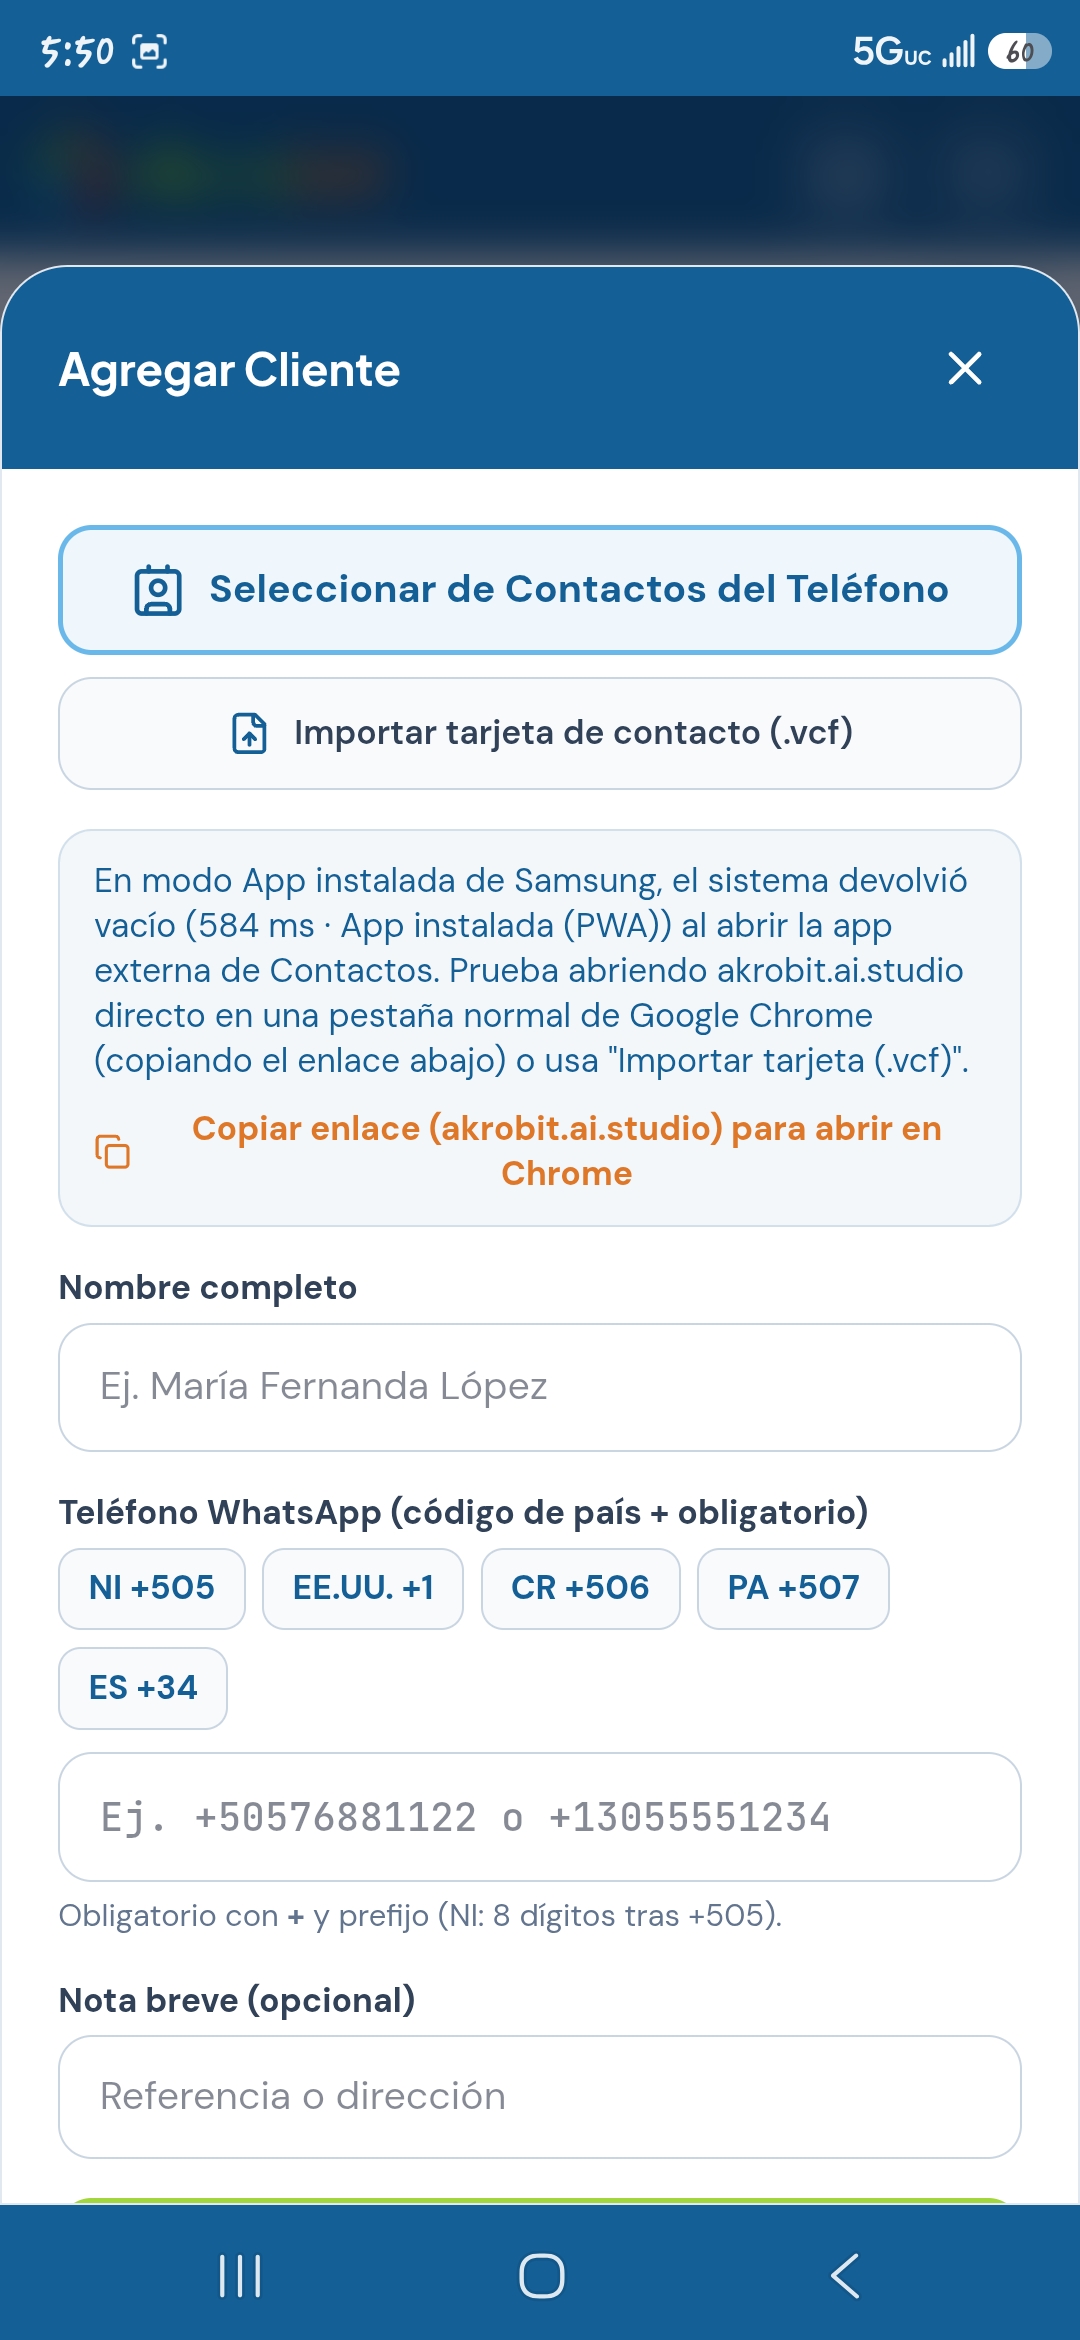 5:50
5G UC
60
Agregar Cliente
Seleccionar de Contactos del Teléfono
Importar tarjeta de contacto (.vcf)
En modo App instalada de Samsung, el sistema devolvió
vacío (584 ms · App instalada (PWA)) al abrir la app
externa de Contactos. Prueba abriendo akrobit.ai.studio
directo en una pestaña normal de Google Chrome
(copiando el enlace abajo) o usa "Importar tarjeta (.vcf)".
Copiar enlace (akrobit.ai.studio) para abrir en
Chrome
Nombre completo
Ej. María Fernanda López
Teléfono WhatsApp (código de país + obligatorio)
NI +505
EE.UU. +1
CR +506
PA +507
ES +34
Ej. +50576881122 o +13055551234
Obligatorio con + y prefijo (NI: 8 dígitos tras +505).
Nota breve (opcional)
Referencia o dirección